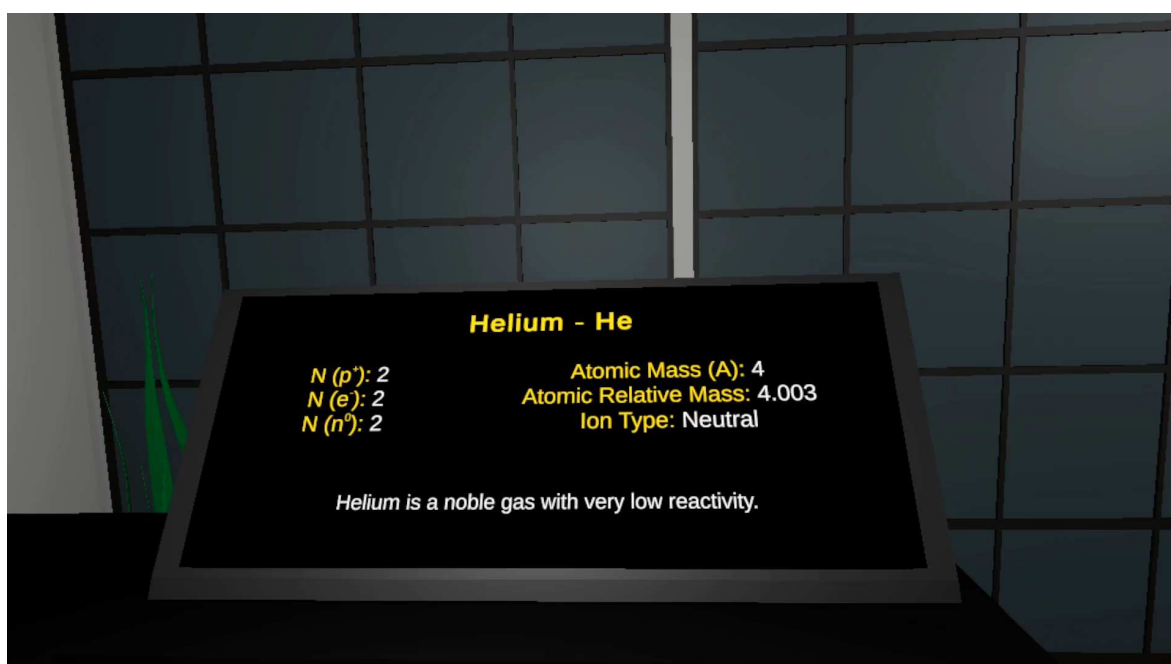 Helium - He
N (p⁺): 2
N (e⁻): 2
N (n⁰): 2
Atomic Mass (A): 4
Atomic Relative Mass: 4.003
Ion Type: Neutral
Helium is a noble gas with very low reactivity.